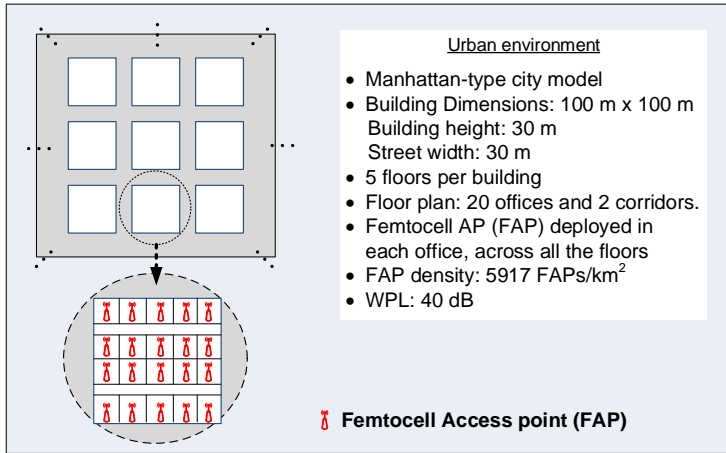 Urban environment
• Manhattan-type city model
• Building Dimensions: 100 m x 100 m
Building height: 30 m
Street width: 30 m
• 5 floors per building
• Floor plan: 20 offices and 2 corridors.
• Femtocell AP (FAP) deployed in
each office, across all the floors
• FAP density: 5917 FAPs/km²
• WPL: 40 dB
Femtocell Access point (FAP)